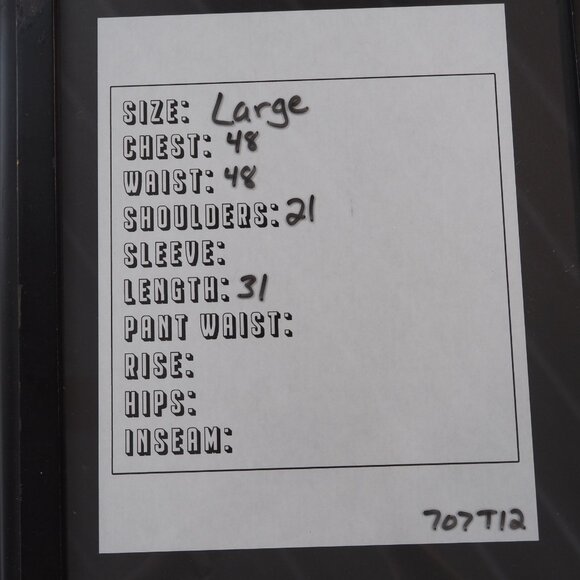 SIZE: Large
CHEST: 48
WAIST: 48
SHOULDERS: 21
SLEEVE:
LENGTH: 31
PANT WAIST:
RISE:
HIPS:
INSEAM:
707T12